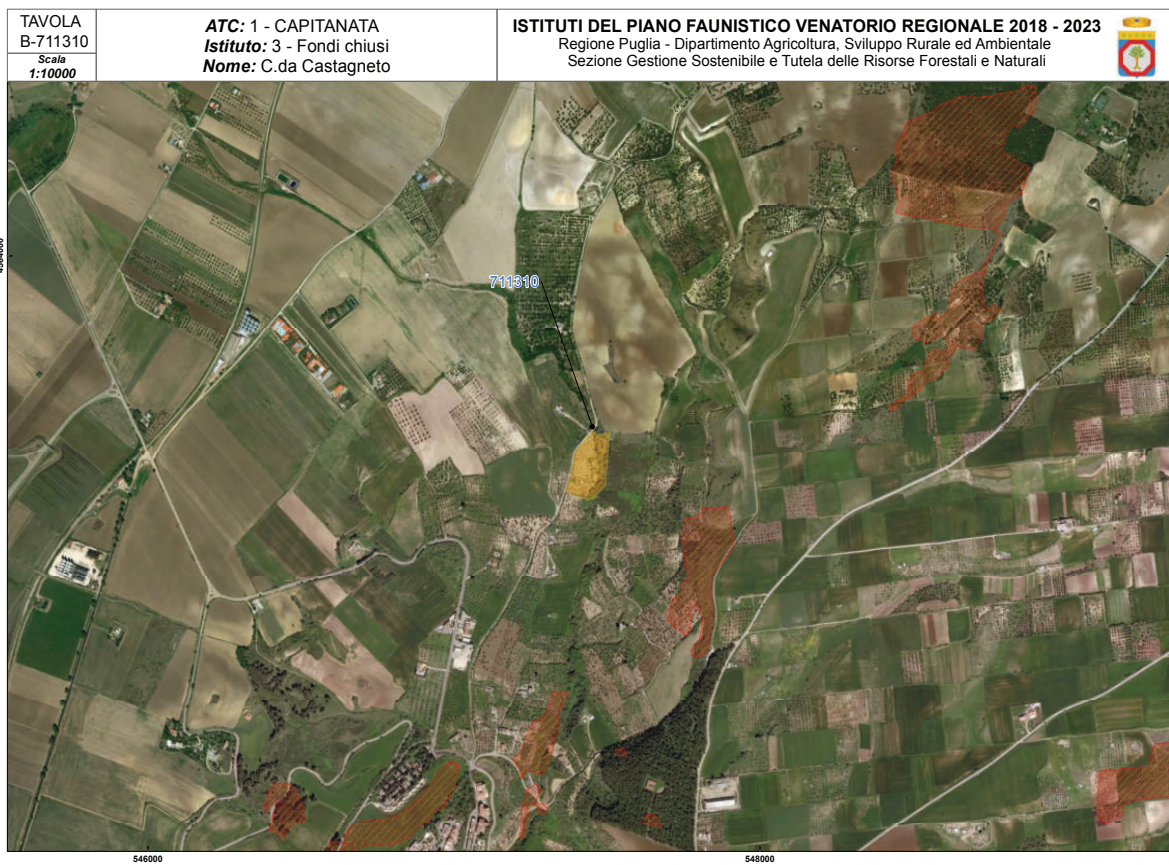 TAVOLA
B-711310
Scala
1:10000
ATC: 1 - CAPITANATA
Istituto: 3 - Fondi chiusi
Nome: C.da Castagneto
ISTITUTI DEL PIANO FAUNISTICO VENATORIO REGIONALE 2018 - 2023
Regione Puglia - Dipartimento Agricoltura, Sviluppo Rurale ed Ambientale
Sezione Gestione Sostenibile e Tutela delle Risorse Forestali e Naturali
711310
546000
548000